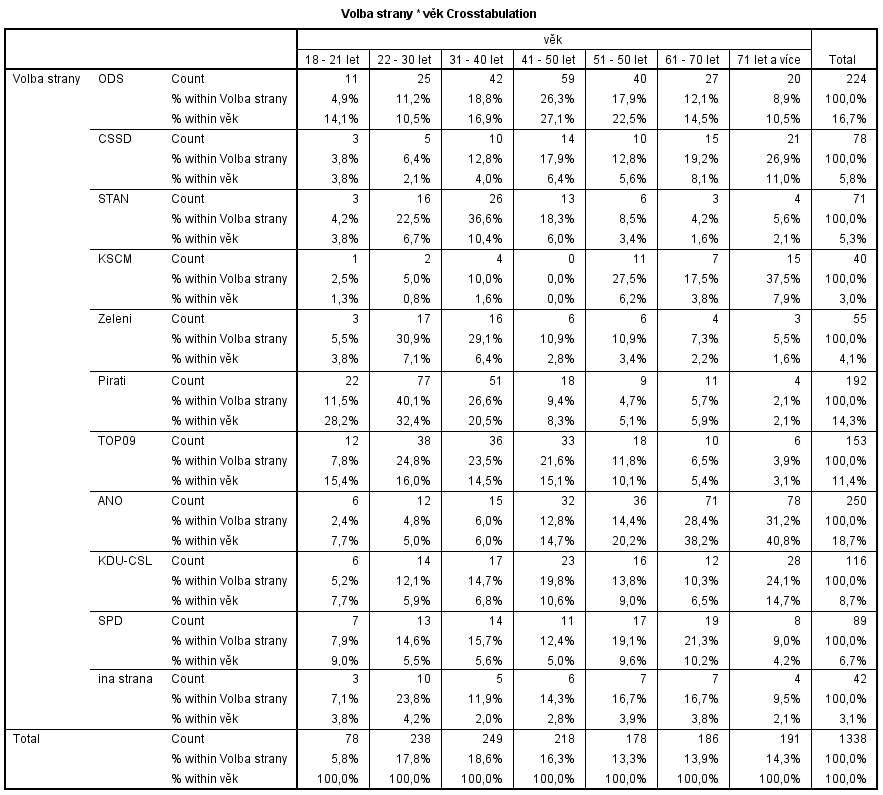 Volba strany * věk Crosstabulation
věk
18 - 21 let 22 - 30 let 31 - 40 let 41 - 50 let 51 - 50 let 61 - 70 let 71 let a více Total
Volba strany ODS Count 11 25 42 59 40 27 20 224
% within Volba strany 4,9% 11,2% 18,8% 26,3% 17,9% 12,1% 8,9% 100,0%
% within věk 14,1% 10,5% 16,9% 27,1% 22,5% 14,5% 10,5% 16,7%
CSSD Count 3 5 10 14 10 15 21 78
% within Volba strany 3,8% 6,4% 12,8% 17,9% 12,8% 19,2% 26,9% 100,0%
% within věk 3,8% 2,1% 4,0% 6,4% 5,6% 8,1% 11,0% 5,8%
STAN Count 3 16 26 13 6 3 4 71
% within Volba strany 4,2% 22,5% 36,6% 18,3% 8,5% 4,2% 5,6% 100,0%
% within věk 3,8% 6,7% 10,4% 6,0% 3,4% 1,6% 2,1% 5,3%
KSCM Count 1 2 4 0 11 7 15 40
% within Volba strany 2,5% 5,0% 10,0% 0,0% 27,5% 17,5% 37,5% 100,0%
% within věk 1,3% 0,8% 1,6% 0,0% 6,2% 3,8% 7,9% 3,0%
Zeleni Count 3 17 16 6 6 4 3 55
% within Volba strany 5,5% 30,9% 29,1% 10,9% 10,9% 7,3% 5,5% 100,0%
% within věk 3,8% 7,1% 6,4% 2,8% 3,4% 2,2% 1,6% 4,1%
Pirati Count 22 77 51 18 9 11 4 192
% within Volba strany 11,5% 40,1% 26,6% 9,4% 4,7% 5,7% 2,1% 100,0%
% within věk 28,2% 32,4% 20,5% 8,3% 5,1% 5,9% 2,1% 14,3%
TOP09 Count 12 38 36 33 18 10 6 153
% within Volba strany 7,8% 24,8% 23,5% 21,6% 11,8% 6,5% 3,9% 100,0%
% within věk 15,4% 16,0% 14,5% 15,1% 10,1% 5,4% 3,1% 11,4%
ANO Count 6 12 15 32 36 71 78 250
% within Volba strany 2,4% 4,8% 6,0% 12,8% 14,4% 28,4% 31,2% 100,0%
% within věk 7,7% 5,0% 6,0% 14,7% 20,2% 38,2% 40,8% 18,7%
KDU-CSL Count 6 14 17 23 16 12 28 116
% within Volba strany 5,2% 12,1% 14,7% 19,8% 13,8% 10,3% 24,1% 100,0%
% within věk 7,7% 5,9% 6,8% 10,6% 9,0% 6,5% 14,7% 8,7%
SPD Count 7 13 14 11 17 19 8 89
% within Volba strany 7,9% 14,6% 15,7% 12,4% 19,1% 21,3% 9,0% 100,0%
% within věk 9,0% 5,5% 5,6% 5,0% 9,6% 10,2% 4,2% 6,7%
ina strana Count 3 10 5 6 7 7 4 42
% within Volba strany 7,1% 23,8% 11,9% 14,3% 16,7% 16,7% 9,5% 100,0%
% within věk 3,8% 4,2% 2,0% 2,8% 3,9% 3,8% 2,1% 3,1%
Total Count 78 238 249 218 178 186 191 1338
% within Volba strany 5,8% 17,8% 18,6% 16,3% 13,3% 13,9% 14,3% 100,0%
% within věk 100,0% 100,0% 100,0% 100,0% 100,0% 100,0% 100,0% 100,0%